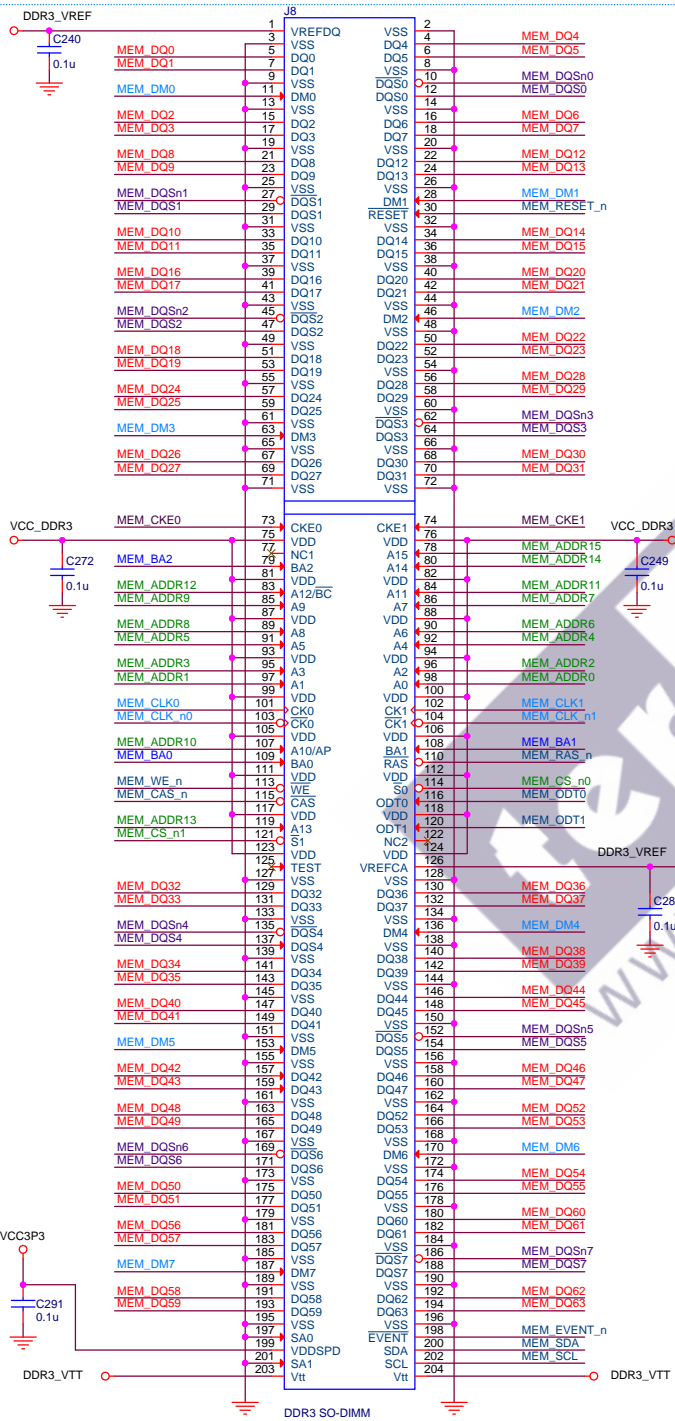 J8
DDR3_VREF 1 VREFDQ VSS 2
C240 0.1u
3 VSS DQ4 4 MEM_DQ4
MEM_DQ0 5 DQ0 DQ5 6 MEM_DQ5
MEM_DQ1 7 DQ1 VSS 8
9 VSS DQS0 10 MEM_DQSn0
MEM_DM0 11 DM0 DQS0 12 MEM_DQS0
13 VSS VSS 14
MEM_DQ2 15 DQ2 DQ6 16 MEM_DQ6
MEM_DQ3 17 DQ3 DQ7 18 MEM_DQ7
19 VSS VSS 20
MEM_DQ8 21 DQ8 DQ12 22 MEM_DQ12
MEM_DQ9 23 DQ9 DQ13 24 MEM_DQ13
25 VSS VSS 26
MEM_DQSn1 27 DQS1 DM1 28 MEM_DM1
MEM_DQS1 29 DQS1 RESET 30 MEM_RESET_n
31 VSS VSS 32
MEM_DQ10 33 DQ10 DQ14 34 MEM_DQ14
MEM_DQ11 35 DQ11 DQ15 36 MEM_DQ15
37 VSS VSS 38
MEM_DQ16 39 DQ16 DQ20 40 MEM_DQ20
MEM_DQ17 41 DQ17 DQ21 42 MEM_DQ21
43 VSS VSS 44
MEM_DQSn2 45 DQS2 DM2 46 MEM_DM2
MEM_DQS2 47 DQS2 VSS 48
49 VSS DQ22 50 MEM_DQ22
MEM_DQ18 51 DQ18 DQ23 52 MEM_DQ23
MEM_DQ19 53 DQ19 VSS 54
55 VSS DQ28 56 MEM_DQ28
MEM_DQ24 57 DQ24 DQ29 58 MEM_DQ29
MEM_DQ25 59 DQ25 VSS 60
61 VSS DQS3 62 MEM_DQSn3
MEM_DM3 63 DM3 DQS3 64 MEM_DQS3
65 VSS VSS 66
MEM_DQ26 67 DQ26 DQ30 68 MEM_DQ30
MEM_DQ27 69 DQ27 DQ31 70 MEM_DQ31
71 VSS VSS 72
MEM_CKE0 73 CKE0 CKE1 74 MEM_CKE1
VCC_DDR3 75 VDD VDD 76 VCC_DDR3
77 NC1 A15 78 MEM_ADDR15
C272 0.1u MEM_BA2 79 BA2 A14 80 MEM_ADDR14 C249 0.1u
81 VDD VDD 82
MEM_ADDR12 83 A12/BC A11 84 MEM_ADDR11
MEM_ADDR9 85 A9 A7 86 MEM_ADDR7
87 VDD VDD 88
MEM_ADDR8 89 A8 A6 90 MEM_ADDR6
MEM_ADDR5 91 A5 A4 92 MEM_ADDR4
93 VDD VDD 94
MEM_ADDR3 95 A3 A2 96 MEM_ADDR2
MEM_ADDR1 97 A1 A0 98 MEM_ADDR0
99 VDD VDD 100
MEM_CLK0 101 CK0 CK1 102 MEM_CLK1
MEM_CLK_n0 103 CK0 CK1 104 MEM_CLK_n1
105 VDD VDD 106
MEM_ADDR10 107 A10/AP BA1 108 MEM_BA1
MEM_BA0 109 BA0 RAS 110 MEM_RAS_n
111 VDD VDD 112
MEM_WE_n 113 WE S0 114 MEM_CS_n0
MEM_CAS_n 115 CAS ODT0 116 MEM_ODT0
117 VDD VDD 118
MEM_ADDR13 119 A13 ODT1 120 MEM_ODT1
MEM_CS_n1 121 S1 NC2 122
123 VDD VDD 124
125 TEST VREFCA 126 DDR3_VREF
127 VSS VSS 128
MEM_DQ32 129 DQ32 DQ36 130 MEM_DQ36
MEM_DQ33 131 DQ33 DQ37 132 MEM_DQ37 0.1u
133 VSS VSS 134
MEM_DQSn4 135 DQS4 DM4 136 MEM_DM4
MEM_DQS4 137 DQS4 VSS 138
139 VSS DQ38 140 MEM_DQ38
MEM_DQ34 141 DQ34 DQ39 142 MEM_DQ39
MEM_DQ35 143 DQ35 VSS 144
145 VSS DQ44 146 MEM_DQ44
MEM_DQ40 147 DQ40 DQ45 148 MEM_DQ45
MEM_DQ41 149 DQ41 VSS 150
151 VSS DQS5 152 MEM_DQSn5
MEM_DM5 153 DM5 DQS5 154 MEM_DQS5
155 VSS VSS 156
MEM_DQ42 157 DQ42 DQ46 158 MEM_DQ46
MEM_DQ43 159 DQ43 DQ47 160 MEM_DQ47
161 VSS VSS 162
MEM_DQ48 163 DQ48 DQ52 164 MEM_DQ52
MEM_DQ49 165 DQ49 DQ53 166 MEM_DQ53
167 VSS VSS 168
MEM_DQSn6 169 DQS6 DM6 170 MEM_DM6
MEM_DQS6 171 DQS6 VSS 172
173 VSS DQ54 174 MEM_DQ54
MEM_DQ50 175 DQ50 DQ55 176 MEM_DQ55
MEM_DQ51 177 DQ51 VSS 178
179 VSS DQ60 180 MEM_DQ60
MEM_DQ56 181 DQ56 DQ61 182 MEM_DQ61
MEM_DQ57 183 DQ57 VSS 184
VCC3P3
185 VSS DQS7 186 MEM_DQSn7
MEM_DM7 187 DM7 DQS7 188 MEM_DQS7
189 VSS VSS 190
MEM_DQ58 191 DQ58 DQ62 192 MEM_DQ62
C291 0.1u
MEM_DQ59 193 DQ59 DQ63 194 MEM_DQ63
195 VSS VSS 196
197 SA0 EVENT 198 MEM_EVENT_n
199 VDDSPD SDA 200 MEM_SDA
201 SA1 SCL 202 MEM_SCL
DDR3_VTT 203 Vtt Vtt 204 DDR3_VTT
DDR3 SO-DIMM